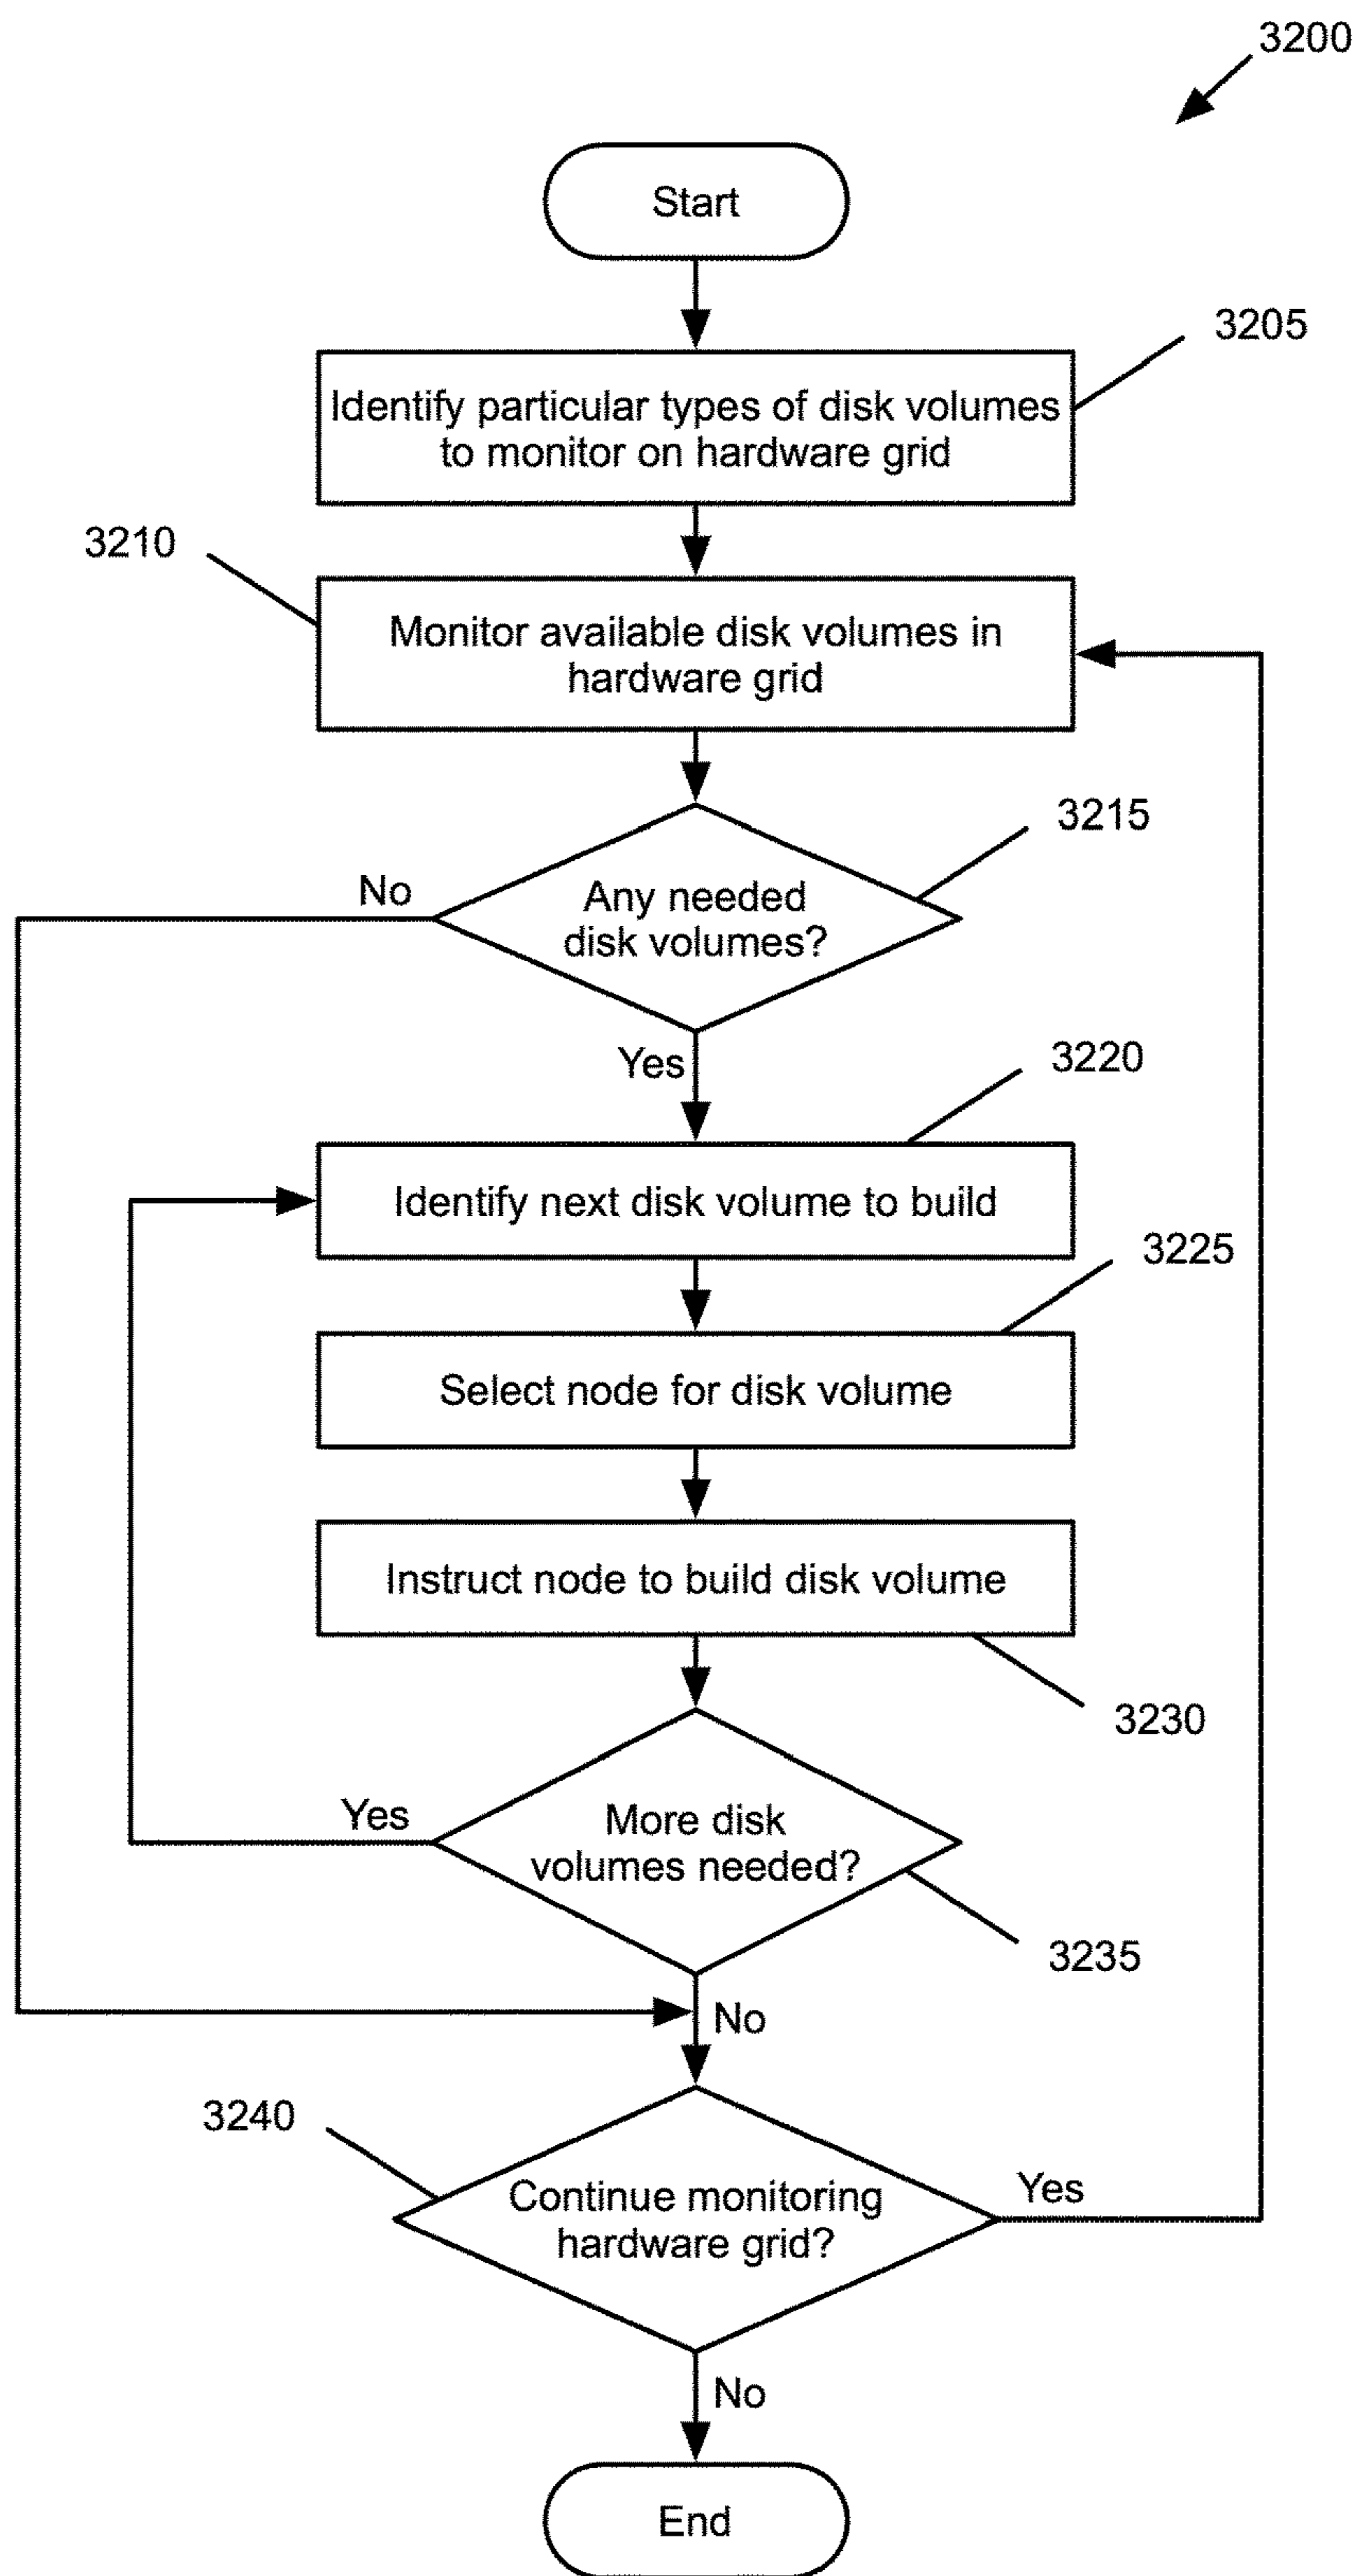 3200
Start
3205
Identify particular types of disk volumes
to monitor on hardware grid
3210
Monitor available disk volumes in
hardware grid
3215
No
Any needed
disk volumes?
Yes
3220
Identify next disk volume to build
3225
Select node for disk volume
Instruct node to build disk volume
3230
Yes
More disk
volumes needed?
3235
No
3240
Continue monitoring
hardware grid?
Yes
No
End